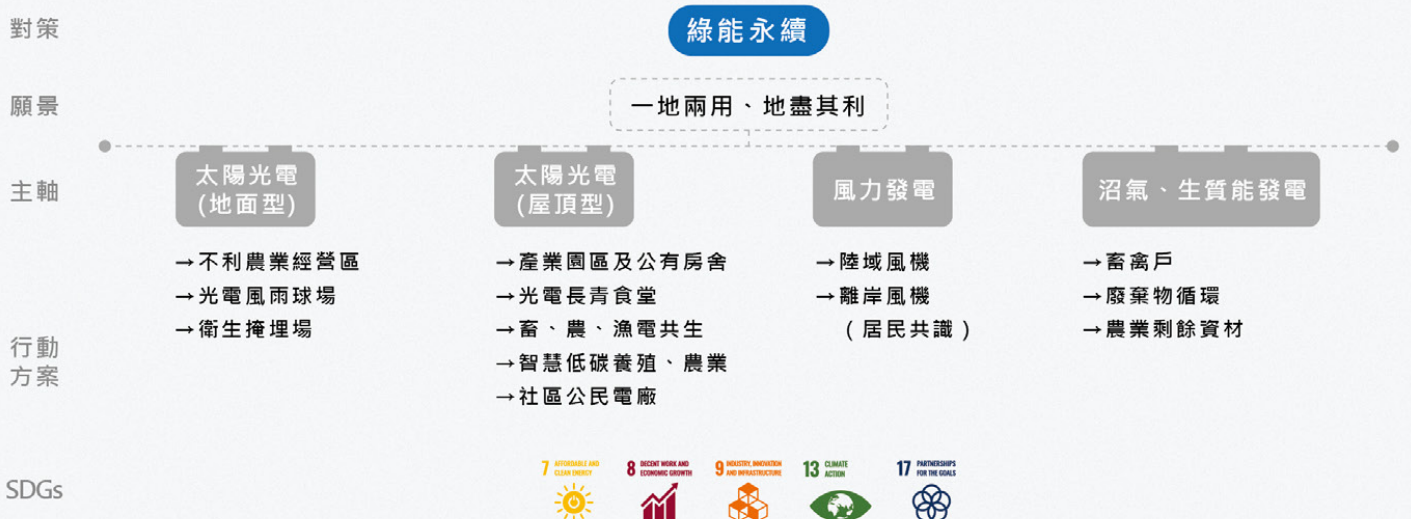 對策
綠能永續
願景
一地兩用、地盡其利
主軸
太陽光電
(地面型)
太陽光電
(屋頂型)
風力發電
沼氣、生質能發電
行動
方案
→不利農業經營區
→光電風雨球場
→衛生掩埋場
→產業園區及公有房舍
→光電長青食堂
→畜、農、漁電共生
→智慧低碳養殖、農業
→社區公民電廠
→陸域風機
→離岸風機
(居民共識)
→畜禽戶
→廢棄物循環
→農業剩餘資材
SDGs
7 AFFORDABLE AND
CLEAN ENERGY
8 DECENT WORK AND
ECONOMIC GROWTH
9 INDUSTRY, INNOVATION
AND INFRASTRUCTURE
13 CLIMATE
ACTION
17 PARTNERSHIPS
FOR THE GOALS